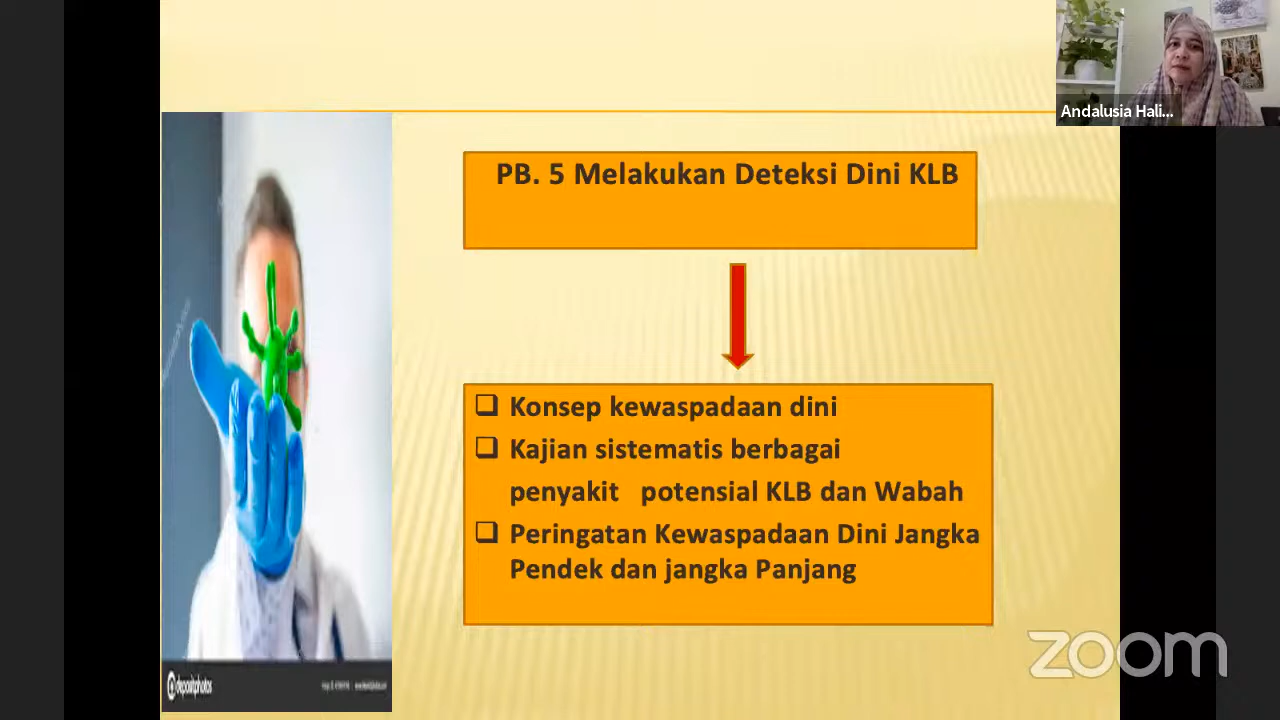 Andalusia Hali...
PB. 5 Melakukan Deteksi Dini KLB
❑ Konsep kewaspadaan dini
❑ Kajian sistematis berbagai
penyakit potensial KLB dan Wabah
❑ Peringatan Kewaspadaan Dini Jangka
Pendek dan jangka Panjang
depositphotos
zoom